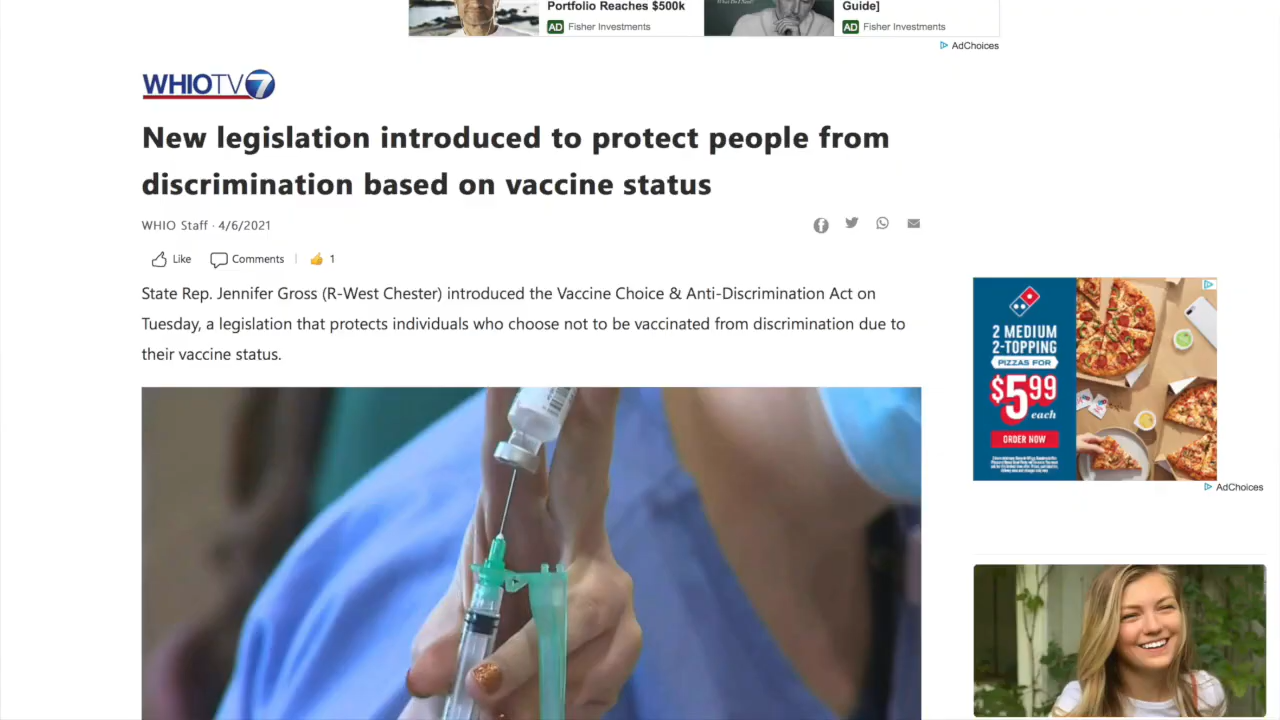 Portfolio Reaches $500k
AD Fisher Investments
Guide]
AD Fisher Investments
AdChoices
WHIOTV7
New legislation introduced to protect people from
discrimination based on vaccine status
WHIO Staff · 4/6/2021
Like
Comments
👍 1
State Rep. Jennifer Gross (R-West Chester) introduced the Vaccine Choice & Anti-Discrimination Act on
Tuesday, a legislation that protects individuals who choose not to be vaccinated from discrimination due to
their vaccine status.
2 MEDIUM
2-TOPPING
PIZZAS FOR
$5.99
each
ORDER NOW
AdChoices